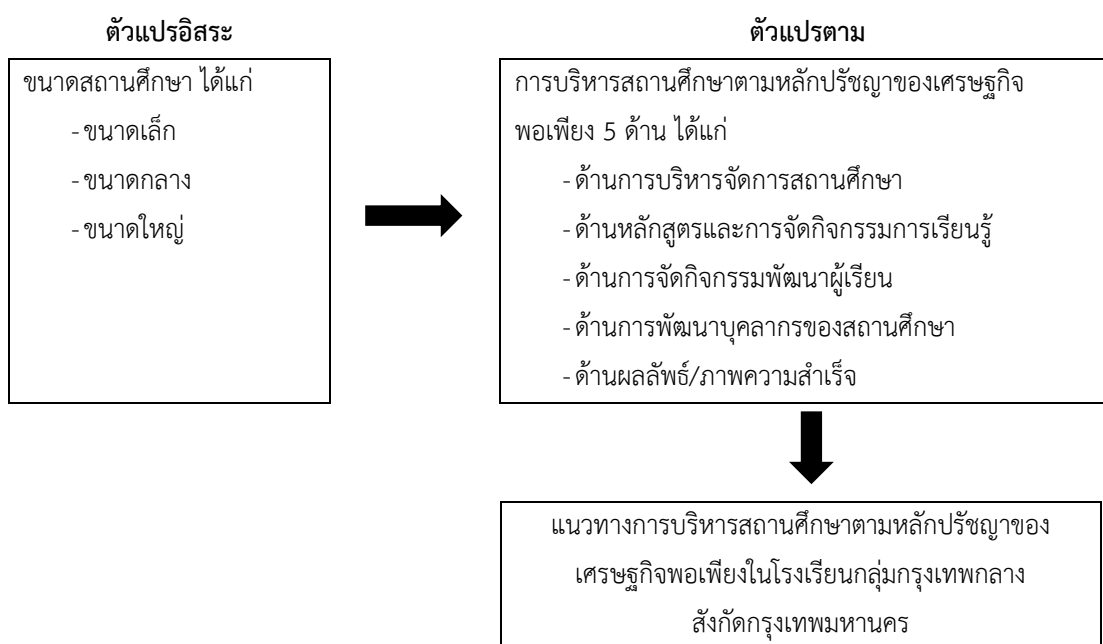 ตัวแปรอิสระ
ขนาดสถานศึกษา ได้แก่
- ขนาดเล็ก
- ขนาดกลาง
- ขนาดใหญ่
ตัวแปรตาม
การบริหารสถานศึกษาตามหลักปรัชญาของเศรษฐกิจ
พอเพียง 5 ด้าน ได้แก่
- ด้านการบริหารจัดการสถานศึกษา
- ด้านหลักสูตรและการจัดกิจกรรมการเรียนรู้
- ด้านการจัดกิจกรรมพัฒนาผู้เรียน
- ด้านการพัฒนาบุคลากรของสถานศึกษา
- ด้านผลลัพธ์/ภาพความสำเร็จ
แนวทางการบริหารสถานศึกษาตามหลักปรัชญาของ
เศรษฐกิจพอเพียงในโรงเรียนกลุ่มกรุงเทพกลาง
สังกัดกรุงเทพมหานคร